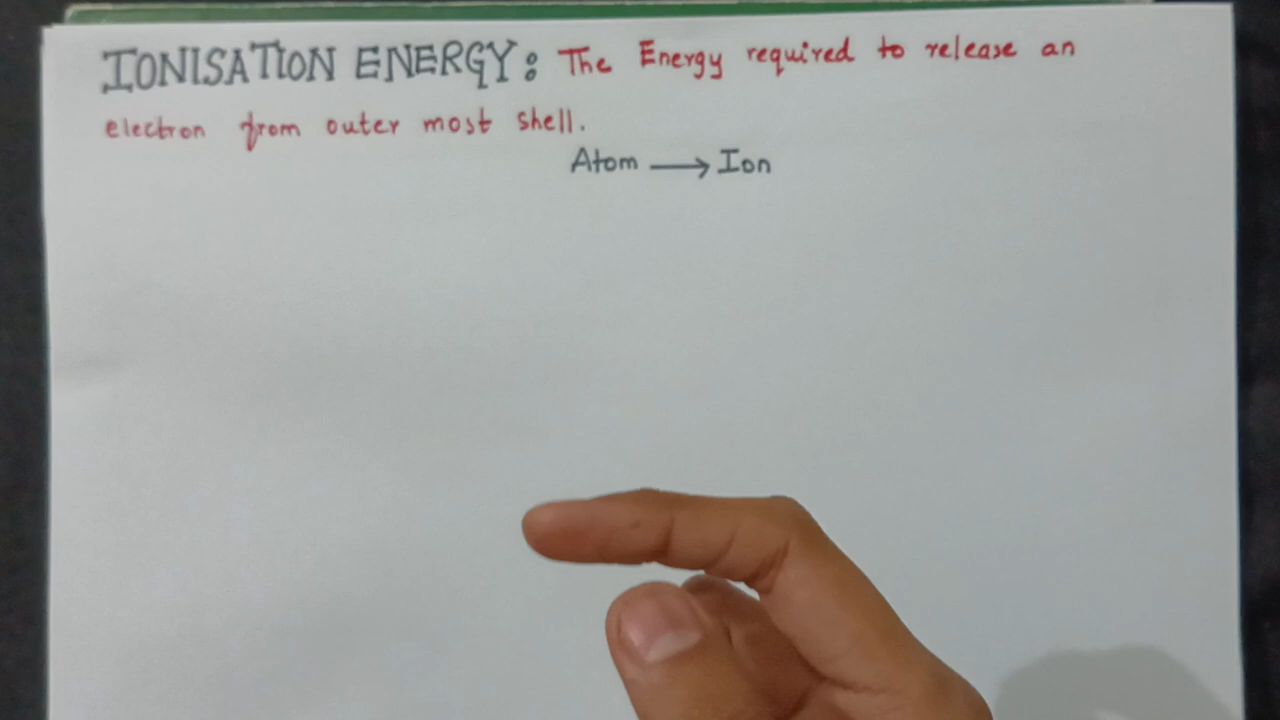 IONISATION ENERGY: The Energy required to release an
electron from outer most shell.
Atom → Ion